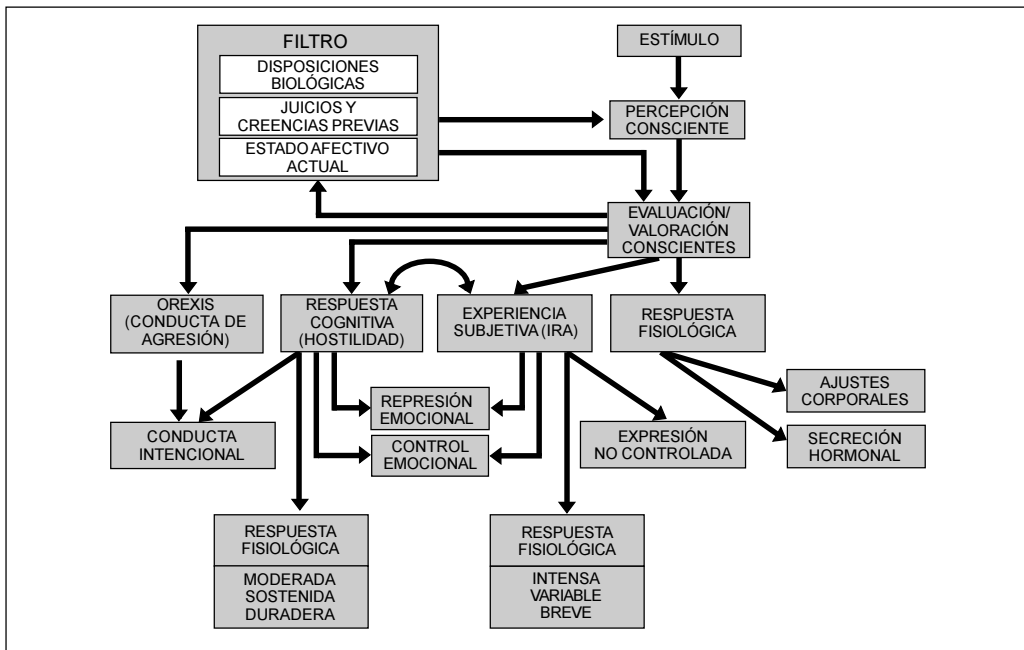 FILTRO
DISPOSICIONES
BIOLÓGICAS
JUICIOS Y
CREENCIAS PREVIAS
ESTADO AFECTIVO
ACTUAL
ESTÍMULO
PERCEPCIÓN
CONSCIENTE
EVALUACIÓN/
VALORACIÓN
CONSCIENTES
OREXIS
(CONDUCTA DE
AGRESIÓN)
RESPUESTA
COGNITIVA
(HOSTILIDAD)
EXPERIENCIA
SUBJETIVA (IRA)
RESPUESTA
FISIOLÓGICA
AJUSTES
CORPORALES
REPRESIÓN
EMOCIONAL
CONDUCTA
INTENCIONAL
CONTROL
EMOCIONAL
EXPRESIÓN
NO CONTROLADA
SECRECIÓN
HORMONAL
RESPUESTA
FISIOLÓGICA
MODERADA
SOSTENIDA
DURADERA
RESPUESTA
FISIOLÓGICA
INTENSA
VARIABLE
BREVE